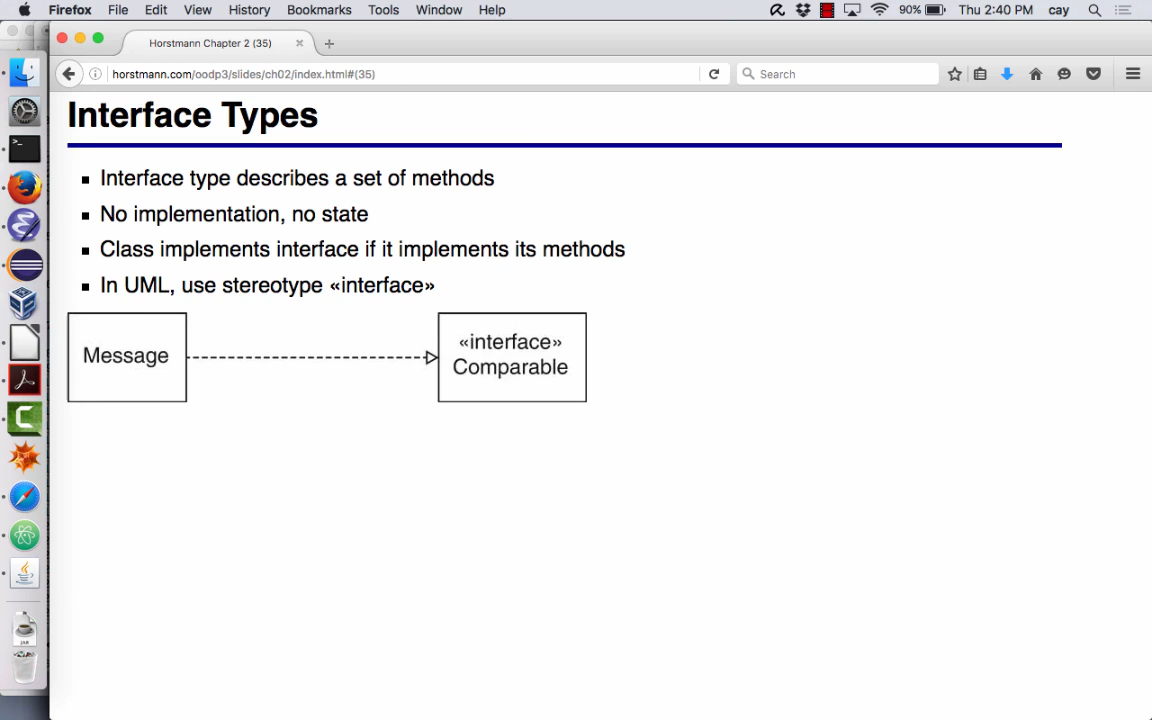 Firefox File Edit View History Bookmarks Tools Window Help 90% Thu 2:40 PM cay
Horstmann Chapter 2 (35)
horstmann.com/oodp3/slides/ch02/index.html#(35) Search
Interface Types
Interface type describes a set of methods
No implementation, no state
Class implements interface if it implements its methods
In UML, use stereotype «interface»
Message
«interface»
Comparable